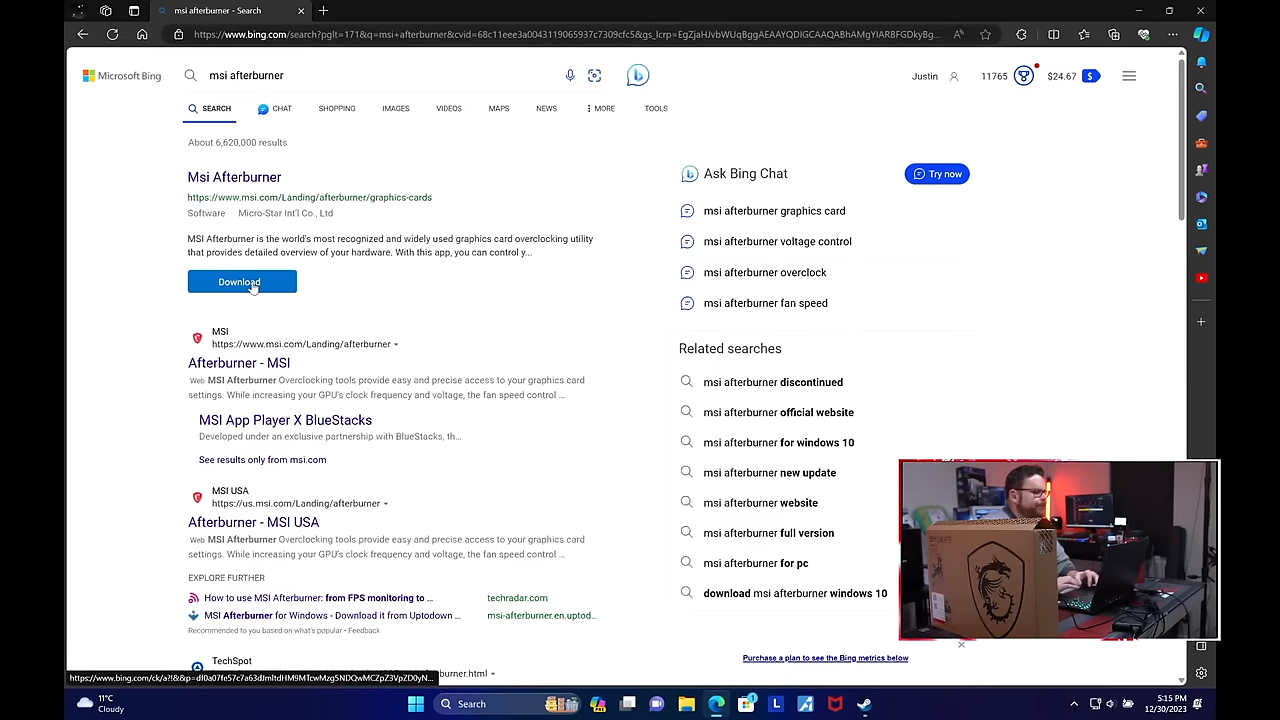 msi afterburner - Search
Microsoft Bing
msi afterburner
Justin
11765
$24.67
SEARCH
CHAT
SHOPPING
IMAGES
VIDEOS
MAPS
NEWS
MORE
TOOLS
About 6,620,000 results
Msi Afterburner
https://www.msi.com/Landing/afterburner/graphics-cards
Software Micro-Star Int'l Co., Ltd
MSI Afterburner is the world's most recognized and widely used graphics card overclocking utility
that provides detailed overview of your hardware. With this app, you can control y...
Download
MSI
https://www.msi.com/Landing/afterburner
Afterburner - MSI
Web MSI Afterburner Overclocking tools provide easy and precise access to your graphics card
settings. While increasing your GPU's clock frequency and voltage, the fan speed control ...
MSI App Player X BlueStacks
Developed under an exclusive partnership with BlueStacks, th...
See results only from msi.com
MSI USA
https://us.msi.com/Landing/afterburner
Afterburner - MSI USA
Web MSI Afterburner Overclocking tools provide easy and precise access to your graphics card
settings. While increasing your GPU's clock frequency and voltage, the fan speed control ...
EXPLORE FURTHER
How to use MSI Afterburner: from FPS monitoring to ...
techradar.com
MSI Afterburner for Windows - Download it from Uptodown ...
msi-afterburner.en.uptod...
Recommended to you based on what's popular • Feedback
TechSpot
burner.html
Ask Bing Chat
Try now
msi afterburner graphics card
msi afterburner voltage control
msi afterburner overclock
msi afterburner fan speed
Related searches
msi afterburner discontinued
msi afterburner official website
msi afterburner for windows 10
msi afterburner new update
msi afterburner website
msi afterburner full version
msi afterburner for pc
download msi afterburner windows 10
Purchase a plan to see the Bing metrics below
11°C
Cloudy
Search
5:15 PM
12/30/2023